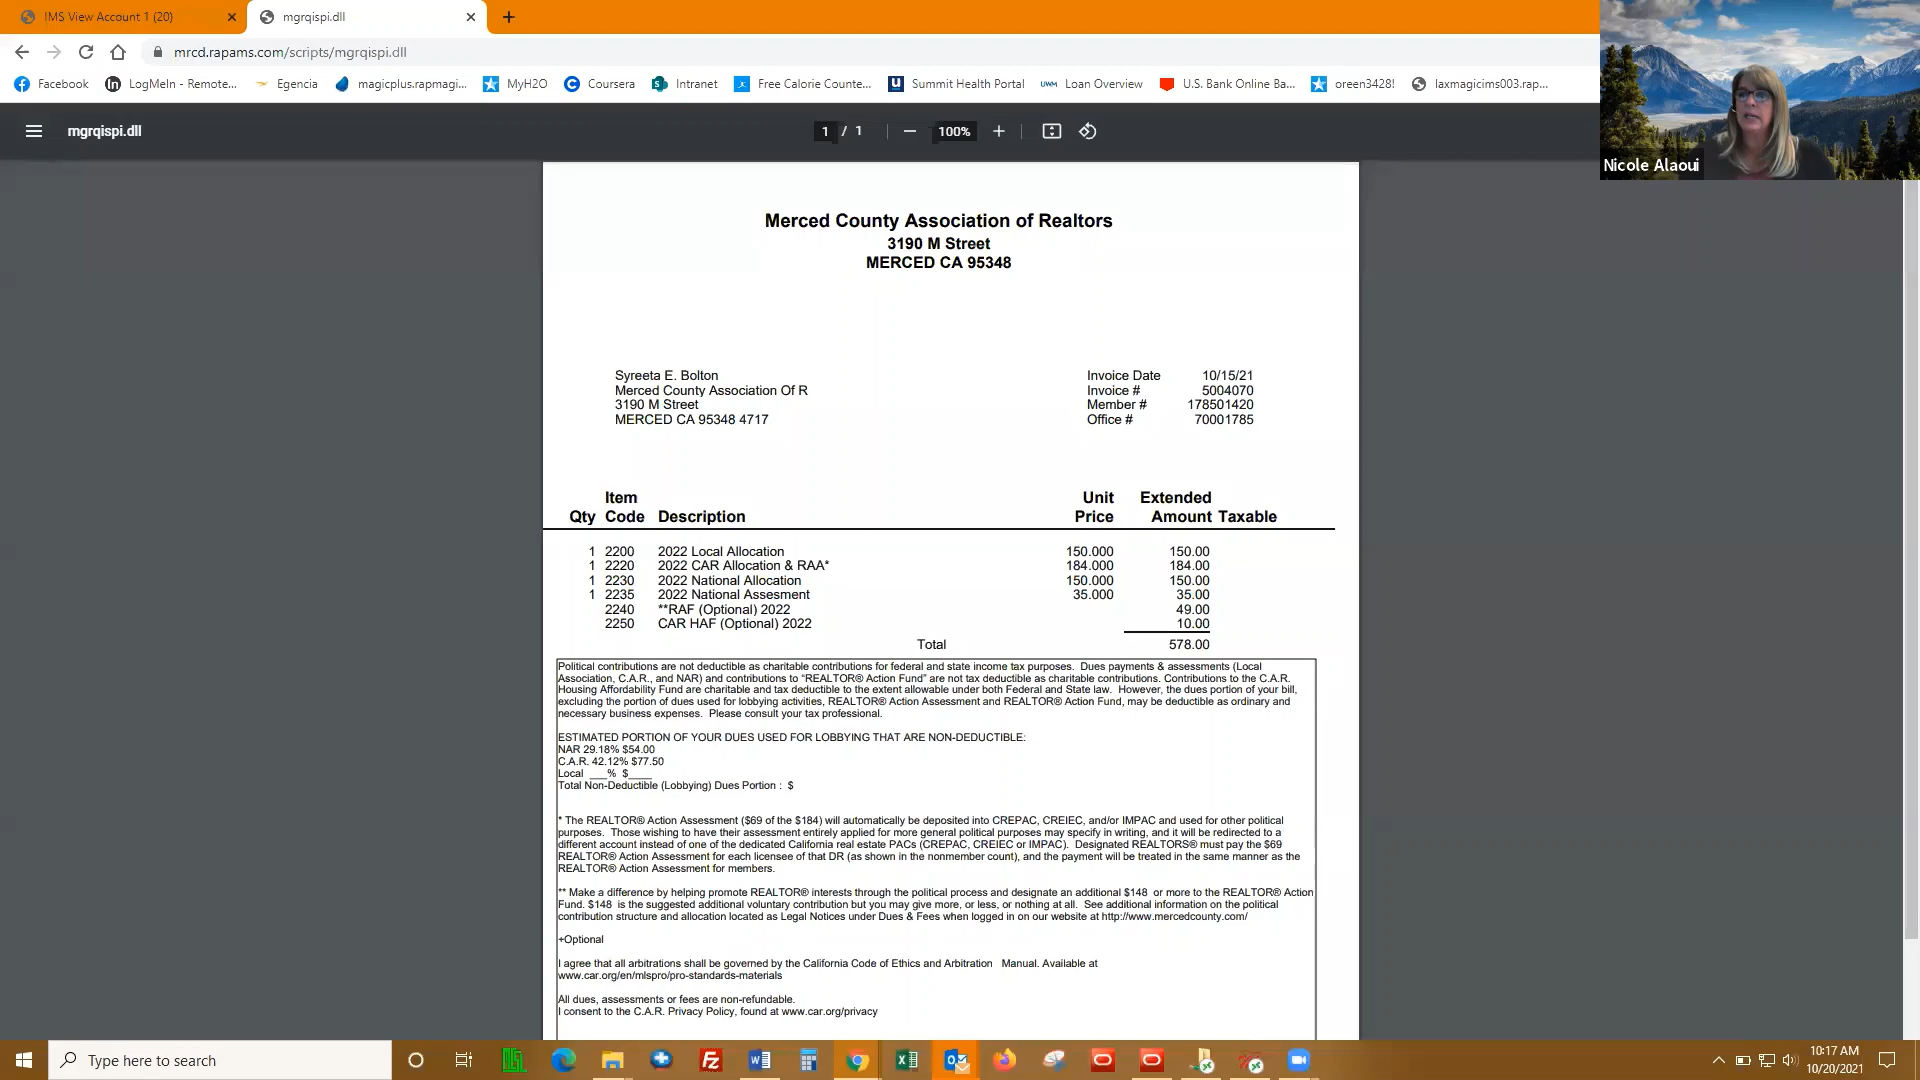 IMS View Account 1 (20)
mgrqispi.dll
mrcd.rapams.com/scripts/mgrqispi.dll
Facebook LogMeIn - Remote... Egencia magicplus.rapmagi... MyH2O Coursera Intranet Free Calorie Counte... Summit Health Portal Loan Overview U.S. Bank Online Ba... oreen3428! laxmagicims003.rap...
mgrqispi.dll 1 / 1 100%
Nicole Alaoui
Merced County Association of Realtors
3190 M Street
MERCED CA 95348
Syreeta E. Bolton
Merced County Association Of R
3190 M Street
MERCED CA 95348 4717
Invoice Date 10/15/21
Invoice # 5004070
Member # 178501420
Office # 70001785
Item Unit Extended
Qty Code Description Price Amount Taxable
1 2200 2022 Local Allocation 150.000 150.00
1 2220 2022 CAR Allocation & RAA* 184.000 184.00
1 2230 2022 National Allocation 150.000 150.00
1 2235 2022 National Assesment 35.000 35.00
2240 **RAF (Optional) 2022 49.00
2250 CAR HAF (Optional) 2022 10.00
Total 578.00
Political contributions are not deductible as charitable contributions for federal and state income tax purposes. Dues payments & assessments (Local
Association, C.A.R., and NAR) and contributions to "REALTOR® Action Fund" are not tax deductible as charitable contributions. Contributions to the C.A.R.
Housing Affordability Fund are charitable and tax deductible to the extent allowable under both Federal and State law. However, the dues portion of your bill,
excluding the portion of dues used for lobbying activities, REALTOR® Action Assessment and REALTOR® Action Fund, may be deductible as ordinary and
necessary business expenses. Please consult your tax professional.
ESTIMATED PORTION OF YOUR DUES USED FOR LOBBYING THAT ARE NON-DEDUCTIBLE:
NAR 29.18% $54.00
C.A.R. 42.12% $77.50
Local ___% $____
Total Non-Deductible (Lobbying) Dues Portion : $
* The REALTOR® Action Assessment ($69 of the $184) will automatically be deposited into CREPAC, CREIEC, and/or IMPAC and used for other political
purposes. Those wishing to have their assessment entirely applied for more general political purposes may specify in writing, and it will be redirected to a
different account instead of one of the dedicated California real estate PACs (CREPAC, CREIEC or IMPAC). Designated REALTORS® must pay the $69
REALTOR® Action Assessment for each licensee of that DR (as shown in the nonmember count), and the payment will be treated in the same manner as the
REALTOR® Action Assessment for members.
** Make a difference by helping promote REALTOR® interests through the political process and designate an additional $148 or more to the REALTOR® Action
Fund. $148 is the suggested additional voluntary contribution but you may give more, or less, or nothing at all. See additional information on the political
contribution structure and allocation located as Legal Notices under Dues & Fees when logged in on our website at http://www.mercedcounty.com/
+Optional
I agree that all arbitrations shall be governed by the California Code of Ethics and Arbitration Manual. Available at
www.car.org/en/mlspro/pro-standards-materials
All dues, assessments or fees are non-refundable.
I consent to the C.A.R. Privacy Policy, found at www.car.org/privacy
Type here to search
10:17 AM
10/20/2021